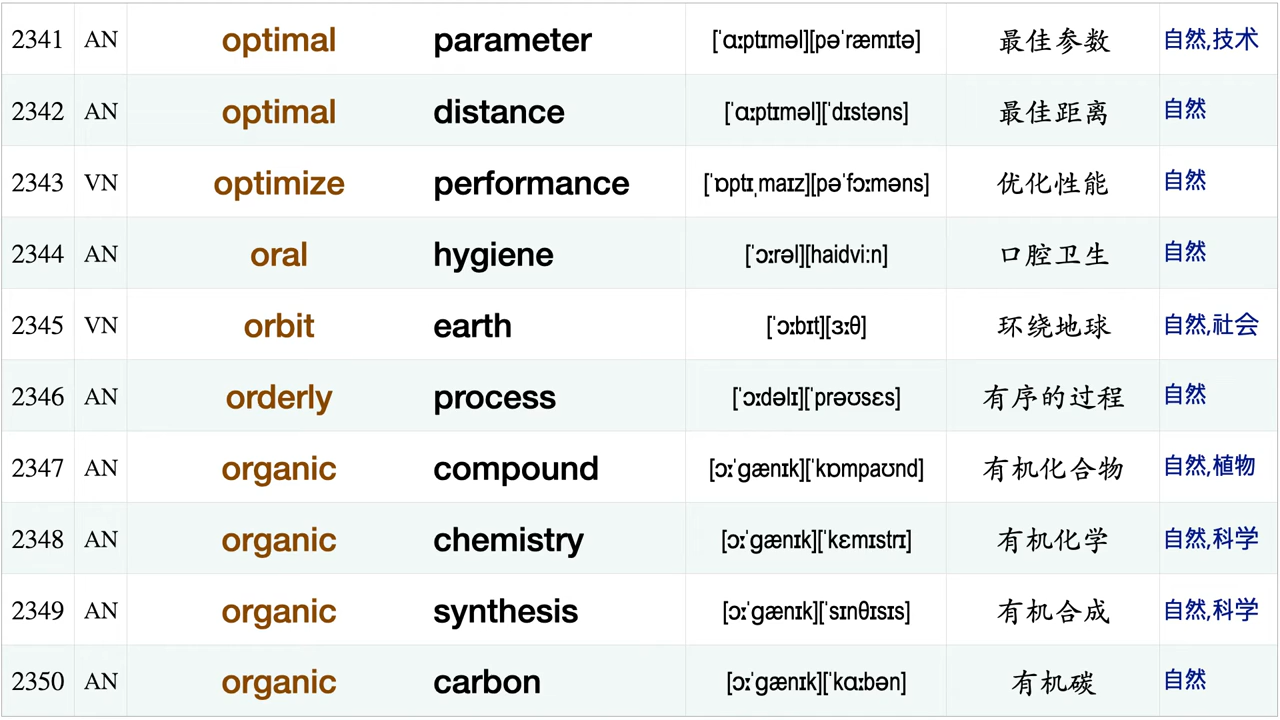 2341 AN optimal parameter [ˈɑːptɪməl][pəˈræmɪtə] 最佳参数 自然,技术
2342 AN optimal distance [ˈɑːptɪməl][ˈdɪstəns] 最佳距离 自然
2343 VN optimize performance [ˈɒptɪˌmaɪz][pəˈfɔːməns] 优化性能 自然
2344 AN oral hygiene [ˈɔːrəl][haidvi:n] 口腔卫生 自然
2345 VN orbit earth [ˈɔːbɪt][ɜːθ] 环绕地球 自然,社会
2346 AN orderly process [ˈɔːdəlɪ][ˈprəʊsɛs] 有序的过程 自然
2347 AN organic compound [ɔːˈgænɪk][ˈkɒmpaʊnd] 有机化合物 自然,植物
2348 AN organic chemistry [ɔːˈgænɪk][ˈkɛmɪstrɪ] 有机化学 自然,科学
2349 AN organic synthesis [ɔːˈgænɪk][ˈsɪnθɪsɪs] 有机合成 自然,科学
2350 AN organic carbon [ɔːˈgænɪk][ˈkɑːbən] 有机碳 自然